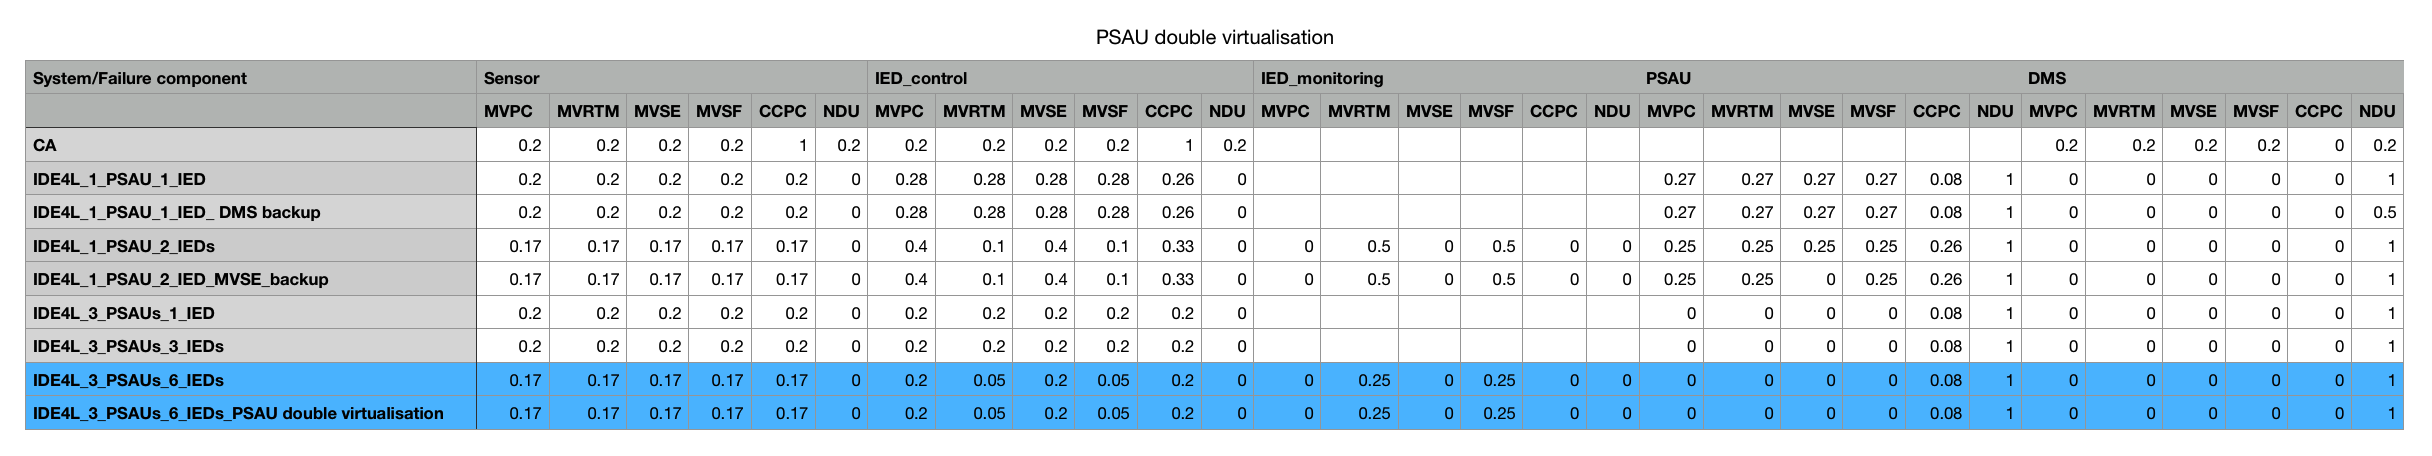 PSAU double virtualisation
System/Failure component Sensor IED_control IED_monitoring PSAU DMS
MVPC MVRTM MVSE MVSF CCPC NDU MVPC MVRTM MVSE MVSF CCPC NDU MVPC MVRTM MVSE MVSF CCPC NDU MVPC MVRTM MVSE MVSF CCPC NDU MVPC MVRTM MVSE MVSF CCPC NDU
CA 0.2 0.2 0.2 0.2 1 0.2 0.2 0.2 0.2 0.2 1 0.2 0.2 0.2 0.2 0.2 0 0.2
IDE4L_1_PSAU_1_IED 0.2 0.2 0.2 0.2 0.2 0 0.28 0.28 0.28 0.28 0.26 0 0.27 0.27 0.27 0.27 0.08 1 0 0 0 0 0 1
IDE4L_1_PSAU_1_IED_ DMS backup 0.2 0.2 0.2 0.2 0.2 0 0.28 0.28 0.28 0.28 0.26 0 0.27 0.27 0.27 0.27 0.08 1 0 0 0 0 0 0.5
IDE4L_1_PSAU_2_IEDs 0.17 0.17 0.17 0.17 0.17 0 0.4 0.1 0.4 0.1 0.33 0 0 0.5 0 0.5 0 0 0.25 0.25 0.25 0.25 0.26 1 0 0 0 0 0 1
IDE4L_1_PSAU_2_IED_MVSE_backup 0.17 0.17 0.17 0.17 0.17 0 0.4 0.1 0.4 0.1 0.33 0 0 0.5 0 0.5 0 0 0.25 0.25 0 0.25 0.26 1 0 0 0 0 0 1
IDE4L_3_PSAUs_1_IED 0.2 0.2 0.2 0.2 0.2 0 0.2 0.2 0.2 0.2 0.2 0 0 0 0 0 0.08 1 0 0 0 0 0 1
IDE4L_3_PSAUs_3_IEDs 0.2 0.2 0.2 0.2 0.2 0 0.2 0.2 0.2 0.2 0.2 0 0 0 0 0 0.08 1 0 0 0 0 0 1
IDE4L_3_PSAUs_6_IEDs 0.17 0.17 0.17 0.17 0.17 0 0.2 0.05 0.2 0.05 0.2 0 0 0.25 0 0.25 0 0 0 0 0 0 0.08 1 0 0 0 0 0 1
IDE4L_3_PSAUs_6_IEDs_PSAU double virtualisation 0.17 0.17 0.17 0.17 0.17 0 0.2 0.05 0.2 0.05 0.2 0 0 0.25 0 0.25 0 0 0 0 0 0 0.08 1 0 0 0 0 0 1